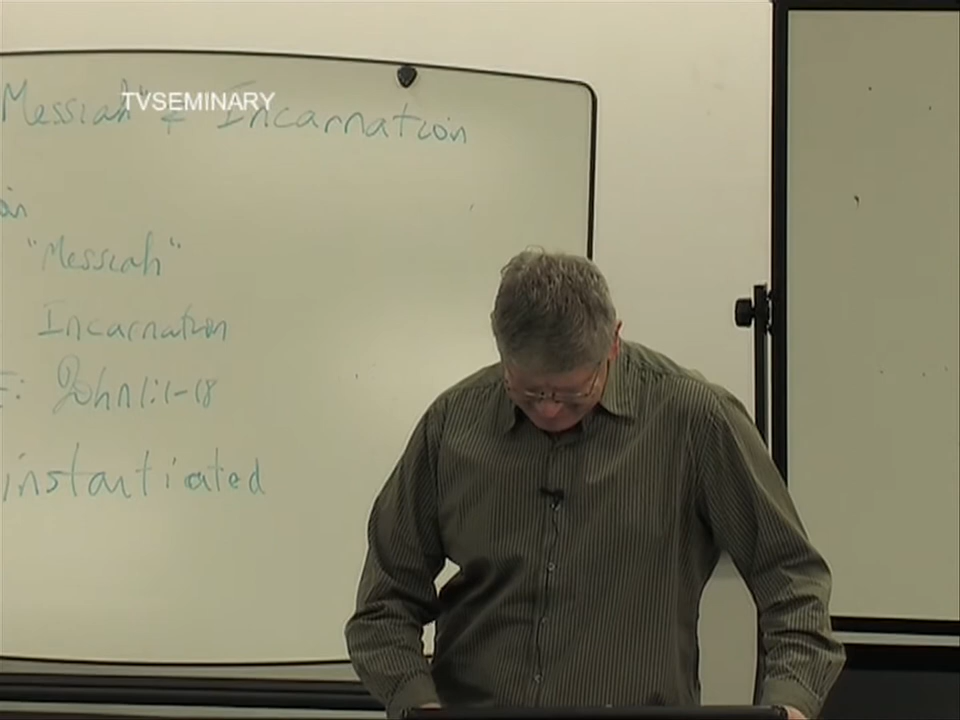 "Messiah" & Incarnation
TVSEMINARY
"Messiah"
Incarnation
John 1:1-18
instantiated